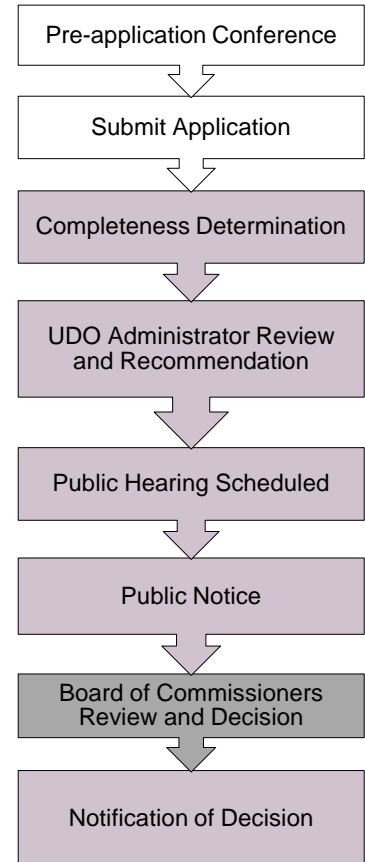 Pre-application Conference
Submit Application
Completeness Determination
UDO Administrator Review
and Recommendation
Public Hearing Scheduled
Public Notice
Board of Commissioners
Review and Decision
Notification of Decision